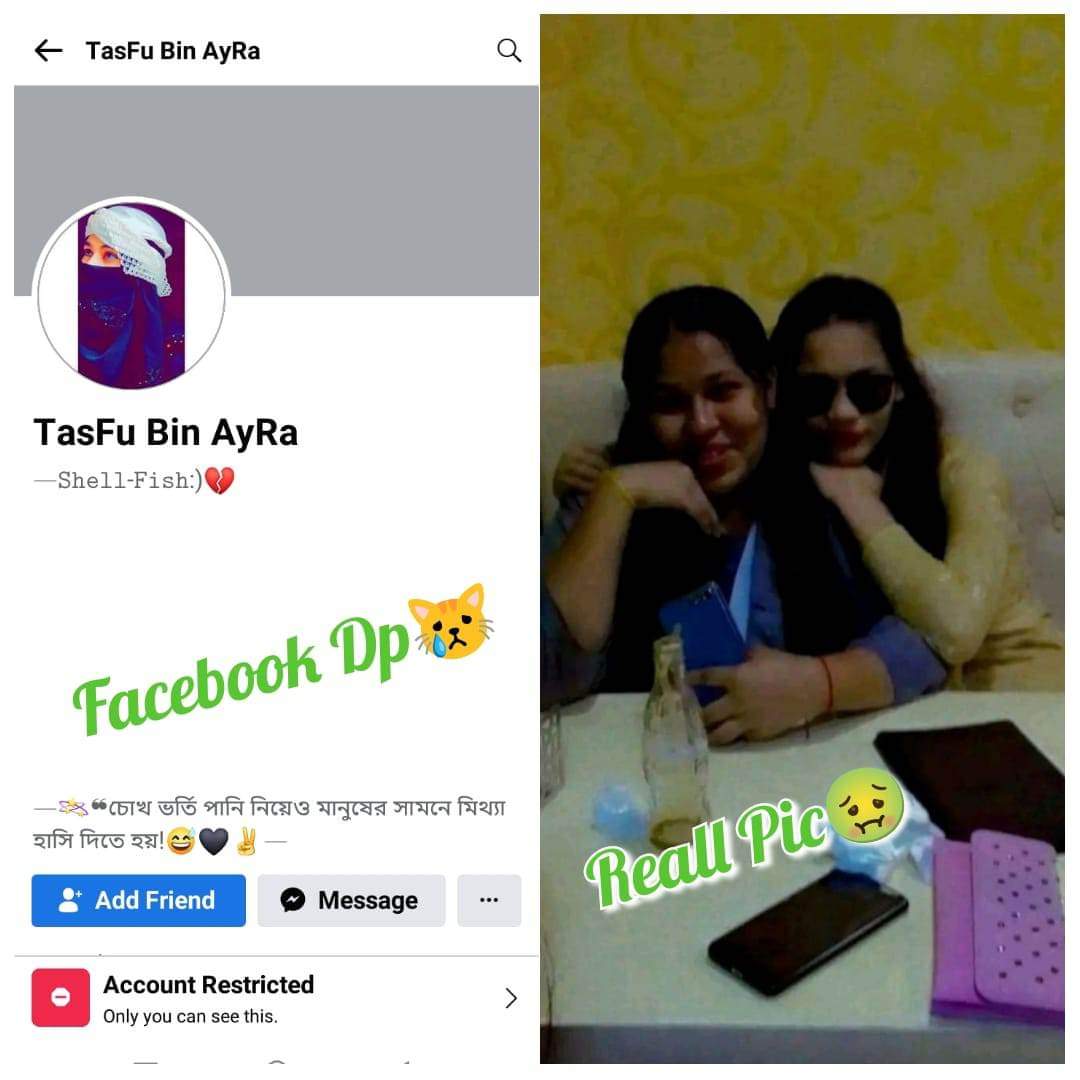 TasFu Bin AyRa
TasFu Bin AyRa
—𝚂𝚑𝚎𝚕𝚕-𝙵𝚒𝚜𝚑:)💔
Facebook Dp😿
—💫❝চোখ ভর্তি পানি নিয়েও মানুষের সামনে মিথ্যা
হাসি দিতে হয়!😅🖤✌️—
Add Friend
Message
Account Restricted
Only you can see this.
Reall Pic🤢